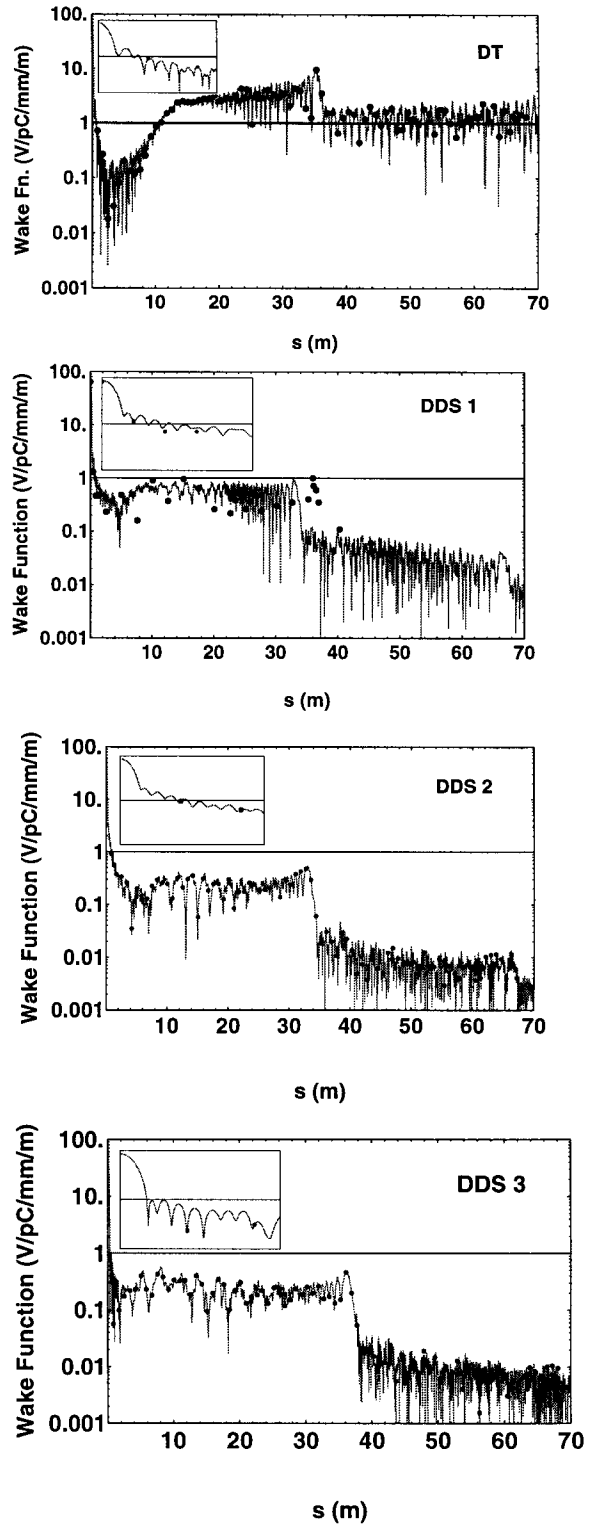 100.
10.
1
0.1
0.01
0.001
Wake Fn. (V/pC/mm/m)
DT
10 20 30 40 50 60 70
s (m)
100.
10.
1
0.1
0.01
0.001
Wake Function (V/pC/mm/m)
DDS 1
10 20 30 40 50 60 70
s (m)
100.
10.
1
0.1
0.01
0.001
Wake Function (V/pC/mm/m)
DDS 2
10 20 30 40 50 60 70
s (m)
100.
10.
1
0.1
0.01
0.001
Wake Function (V/pC/mm/m)
DDS 3
10 20 30 40 50 60 70
s (m)